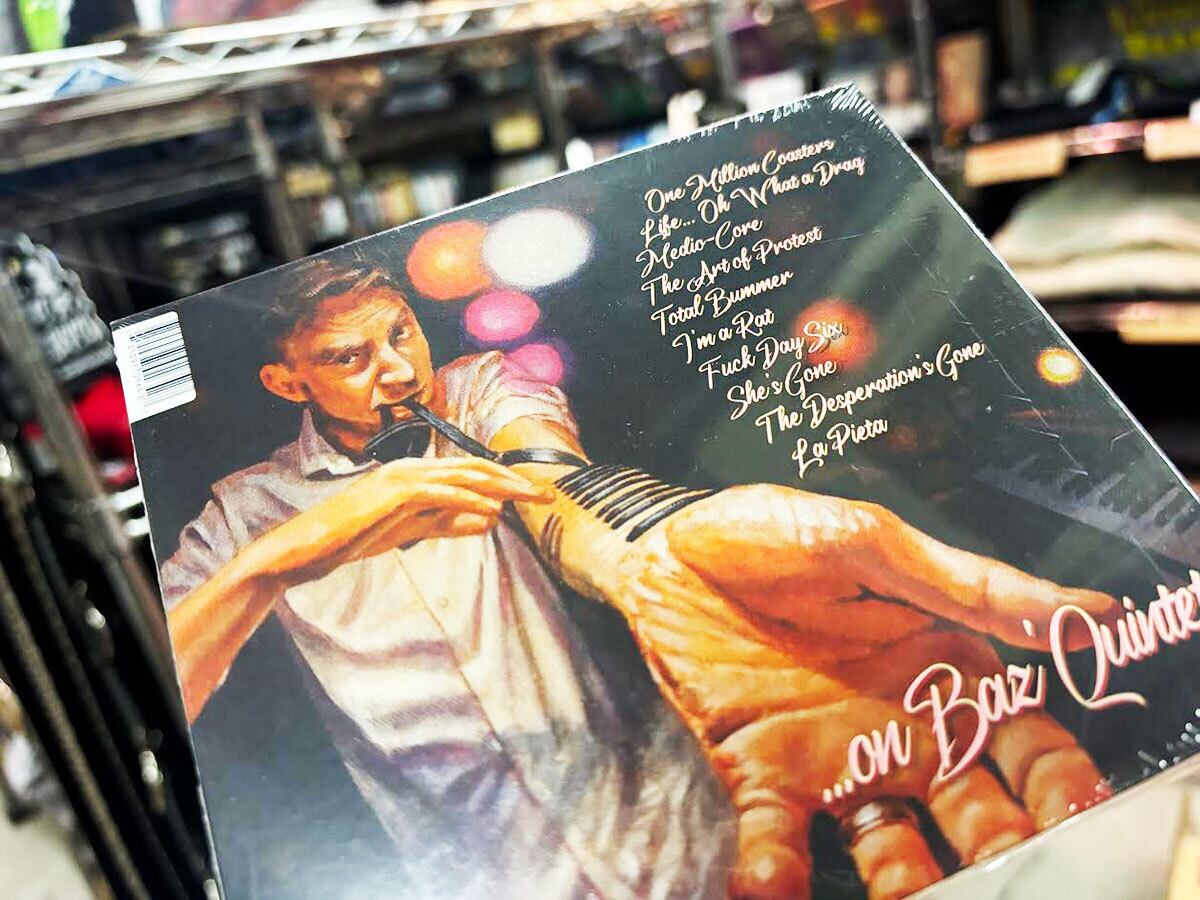 One Million Coasters
Life... Oh What a Drag
Medio-Core
The Art of Protest
Total Bummer
I'm a Rat
Fuck Day Six
She's Gone
The Desperation's Gone
La Pieta
...on Baz' Quintet